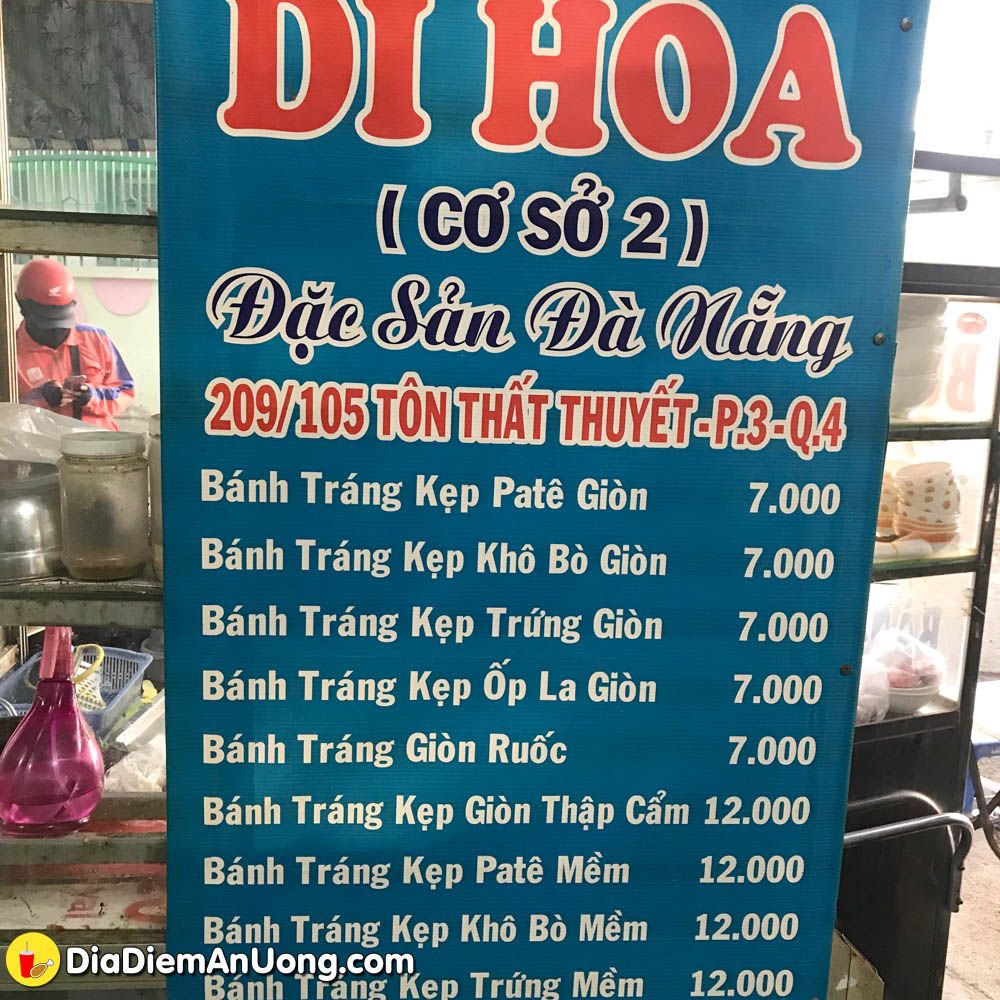 DÌ HOA
( CƠ SỞ 2 )
Đặc Sản Đà Nẵng
209/105 TÔN THẤT THUYẾT - P.3 - Q.4
Bánh Tráng Kẹp Patê Giòn 7.000
Bánh Tráng Kẹp Khô Bò Giòn 7.000
Bánh Tráng Kẹp Trứng Giòn 7.000
Bánh Tráng Kẹp Ốp La Giòn 7.000
Bánh Tráng Giòn Ruốc 7.000
Bánh Tráng Kẹp Giòn Thập Cẩm 12.000
Bánh Tráng Kẹp Patê Mềm 12.000
Bánh Tráng Kẹp Khô Bò Mềm 12.000
Bánh Tráng Kẹp Trứng Mềm 12.000
DiaDiemAnUong.com